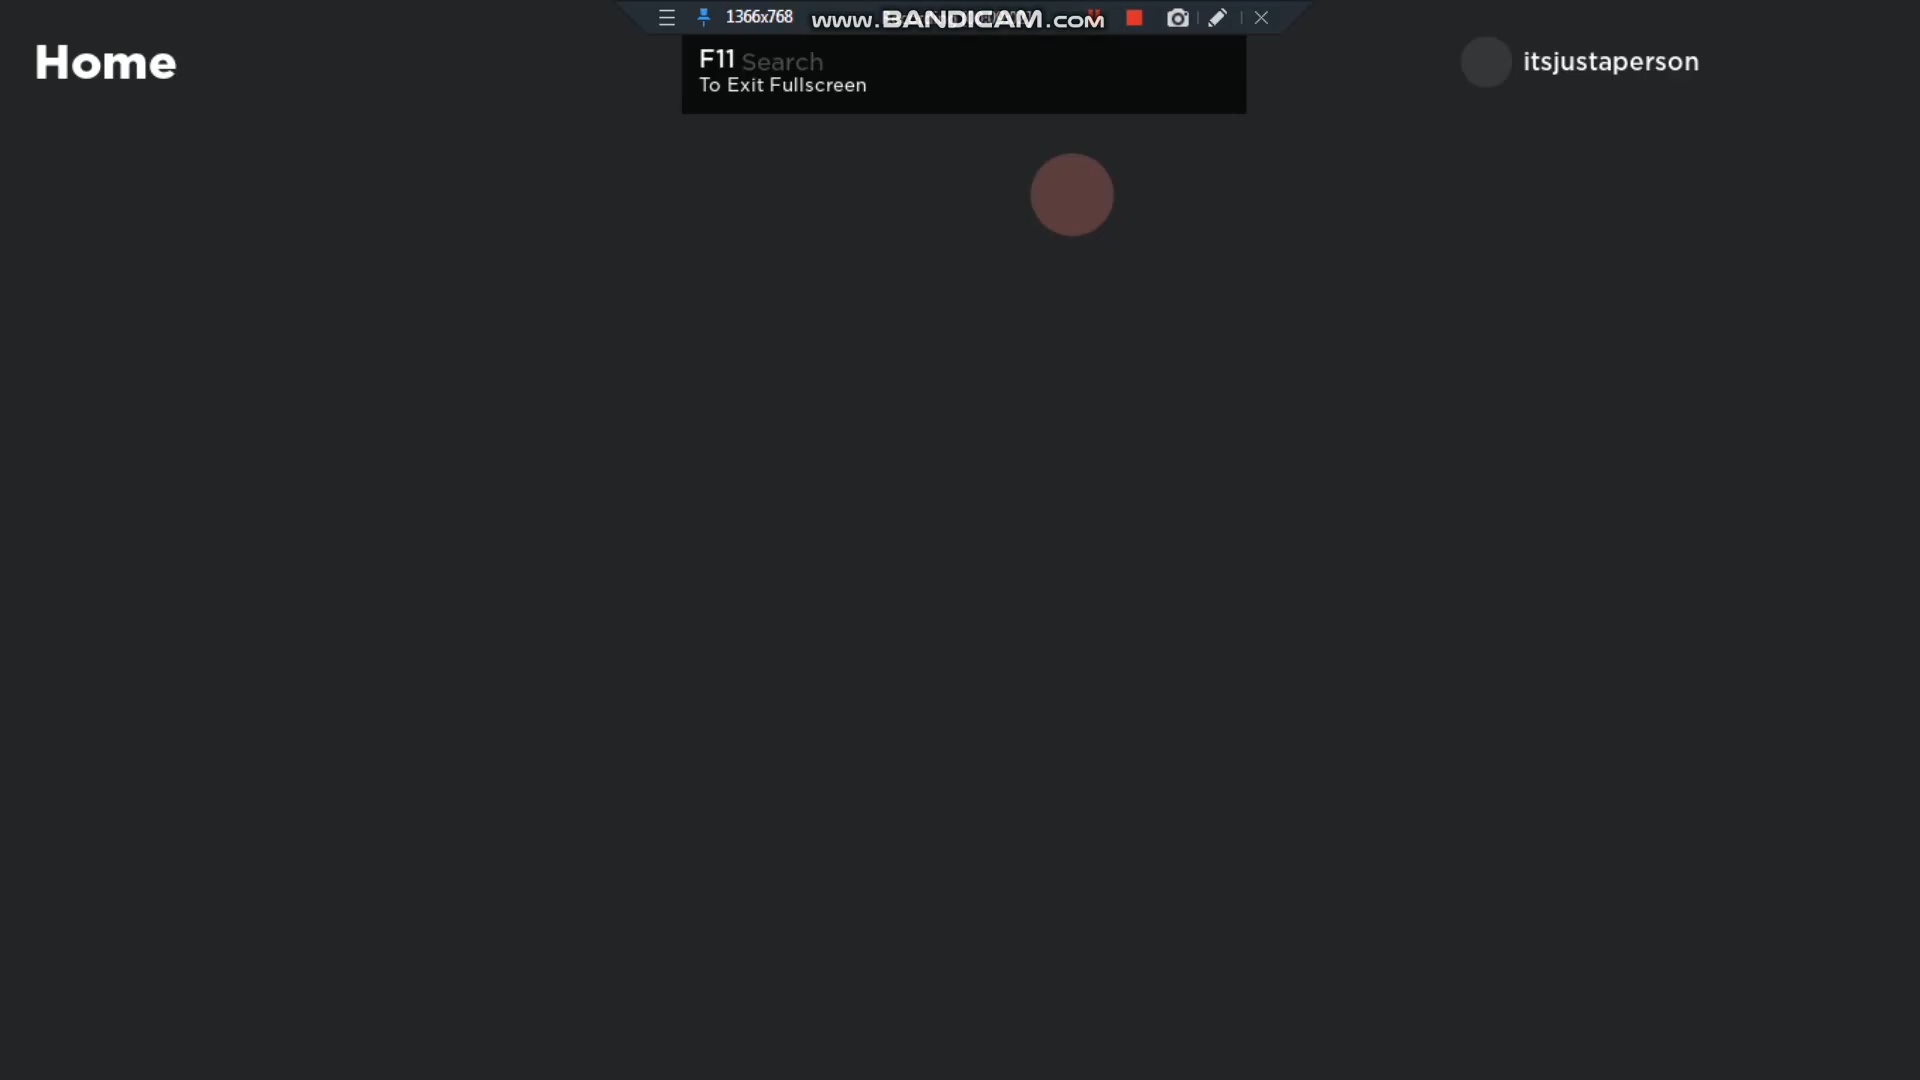 1366x768
www.BANDICAM.com
Home
F11 Search
To Exit Fullscreen
itsjustaperson